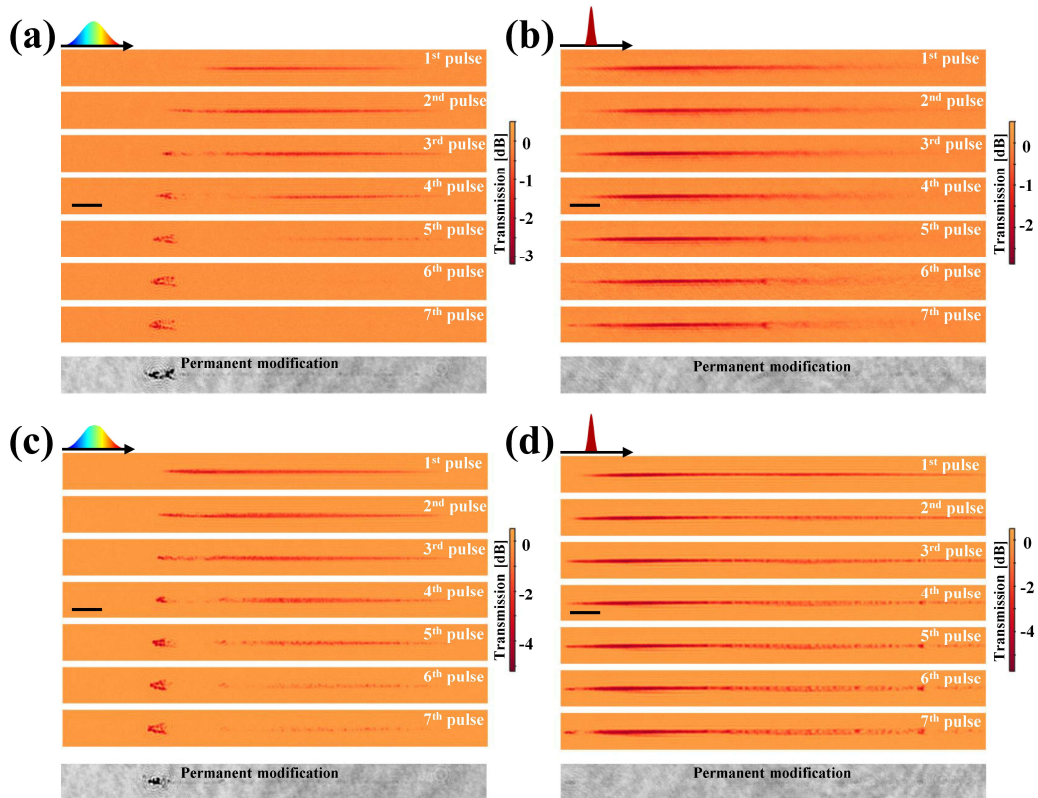 (a)
1st pulse
2nd pulse
3rd pulse
4th pulse
5th pulse
6th pulse
7th pulse
Permanent modification
Transmission [dB]
0
-1
-2
-3
(b)
1st pulse
2nd pulse
3rd pulse
4th pulse
5th pulse
6th pulse
7th pulse
Permanent modification
Transmission [dB]
0
-1
-2
(c)
1st pulse
2nd pulse
3rd pulse
4th pulse
5th pulse
6th pulse
7th pulse
Permanent modification
Transmission [dB]
0
-2
-4
(d)
1st pulse
2nd pulse
3rd pulse
4th pulse
5th pulse
6th pulse
7th pulse
Permanent modification
Transmission [dB]
0
-2
-4